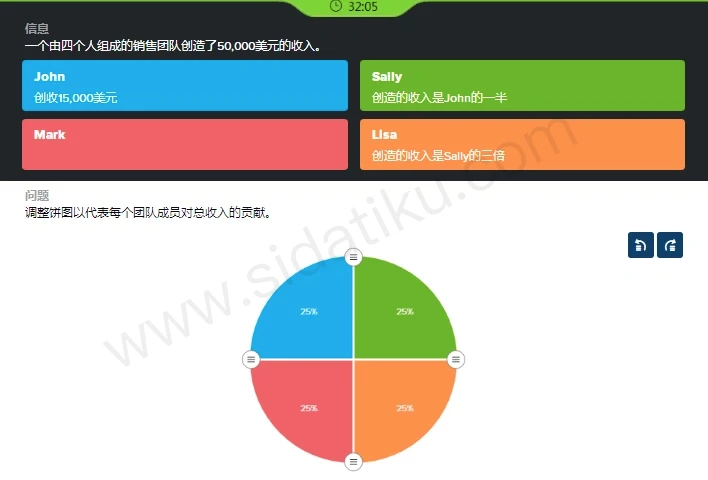 32:05
信息
一个由四个人组成的销售团队创造了50,000美元的收入。
John
创收15,000美元
Sally
创造的收入是John的一半
Mark
Lisa
创造的收入是Sally的三倍
问题
调整饼图以代表每个团队成员对总收入的贡献。
25%
25%
25%
25%
www.sidatiku.com